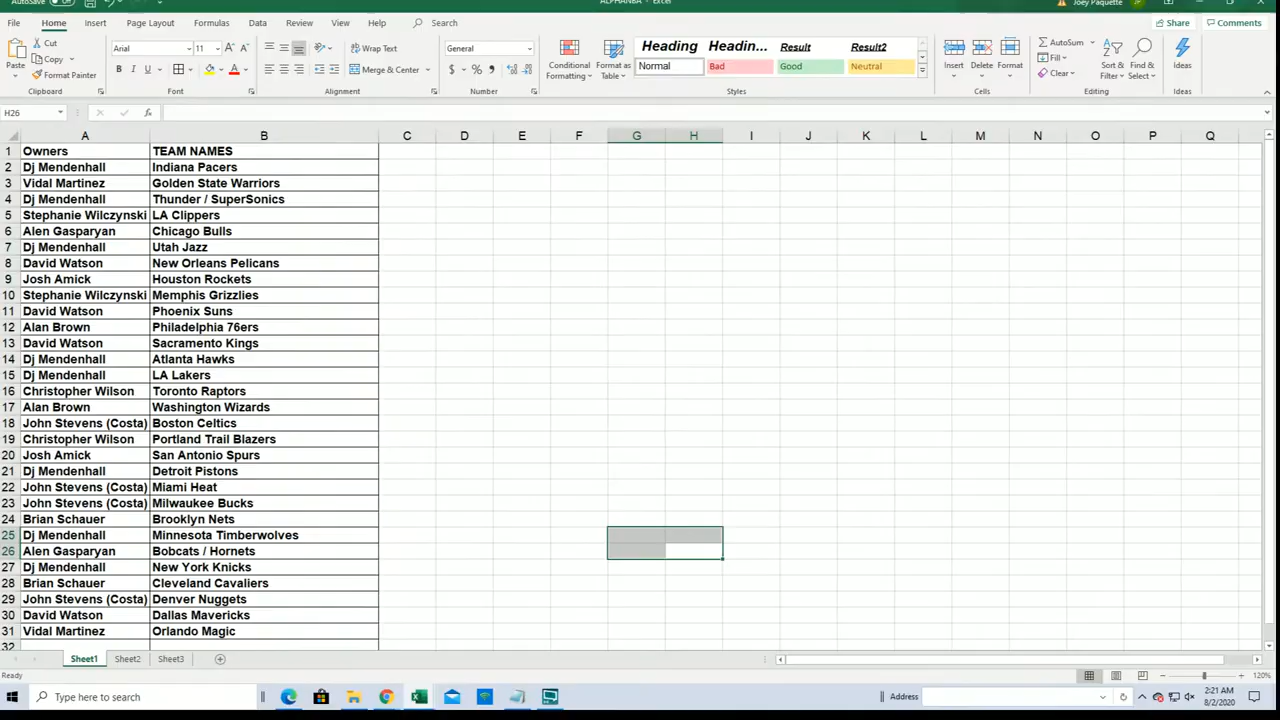 AutoSave Off ALPHANBA - Excel Joey Paquette JP
File Home Insert Page Layout Formulas Data Review View Help Search Share Comments
Paste Cut Copy Format Painter Clipboard
Arial 11 A A B I U A Font
Wrap Text Merge & Center Alignment
General $ % , Number
Conditional Formatting Format as Table
Heading Headin... Result Result2
Normal Bad Good Neutral
Styles
Insert Delete Format Cells
AutoSum Fill Clear Sort & Filter Find & Select Editing
Ideas Ideas
H26 fx
A B C D E F G H I J K L M N O P Q
1 Owners TEAM NAMES
2 Dj Mendenhall Indiana Pacers
3 Vidal Martinez Golden State Warriors
4 Dj Mendenhall Thunder / SuperSonics
5 Stephanie Wilczynski LA Clippers
6 Alen Gasparyan Chicago Bulls
7 Dj Mendenhall Utah Jazz
8 David Watson New Orleans Pelicans
9 Josh Amick Houston Rockets
10 Stephanie Wilczynski Memphis Grizzlies
11 David Watson Phoenix Suns
12 Alan Brown Philadelphia 76ers
13 David Watson Sacramento Kings
14 Dj Mendenhall Atlanta Hawks
15 Dj Mendenhall LA Lakers
16 Christopher Wilson Toronto Raptors
17 Alan Brown Washington Wizards
18 John Stevens (Costa) Boston Celtics
19 Christopher Wilson Portland Trail Blazers
20 Josh Amick San Antonio Spurs
21 Dj Mendenhall Detroit Pistons
22 John Stevens (Costa) Miami Heat
23 John Stevens (Costa) Milwaukee Bucks
24 Brian Schauer Brooklyn Nets
25 Dj Mendenhall Minnesota Timberwolves
26 Alen Gasparyan Bobcats / Hornets
27 Dj Mendenhall New York Knicks
28 Brian Schauer Cleveland Cavaliers
29 John Stevens (Costa) Denver Nuggets
30 David Watson Dallas Mavericks
31 Vidal Martinez Orlando Magic
32
Sheet1 Sheet2 Sheet3
Ready 120%
Type here to search Address 2:21 AM
8/2/2020